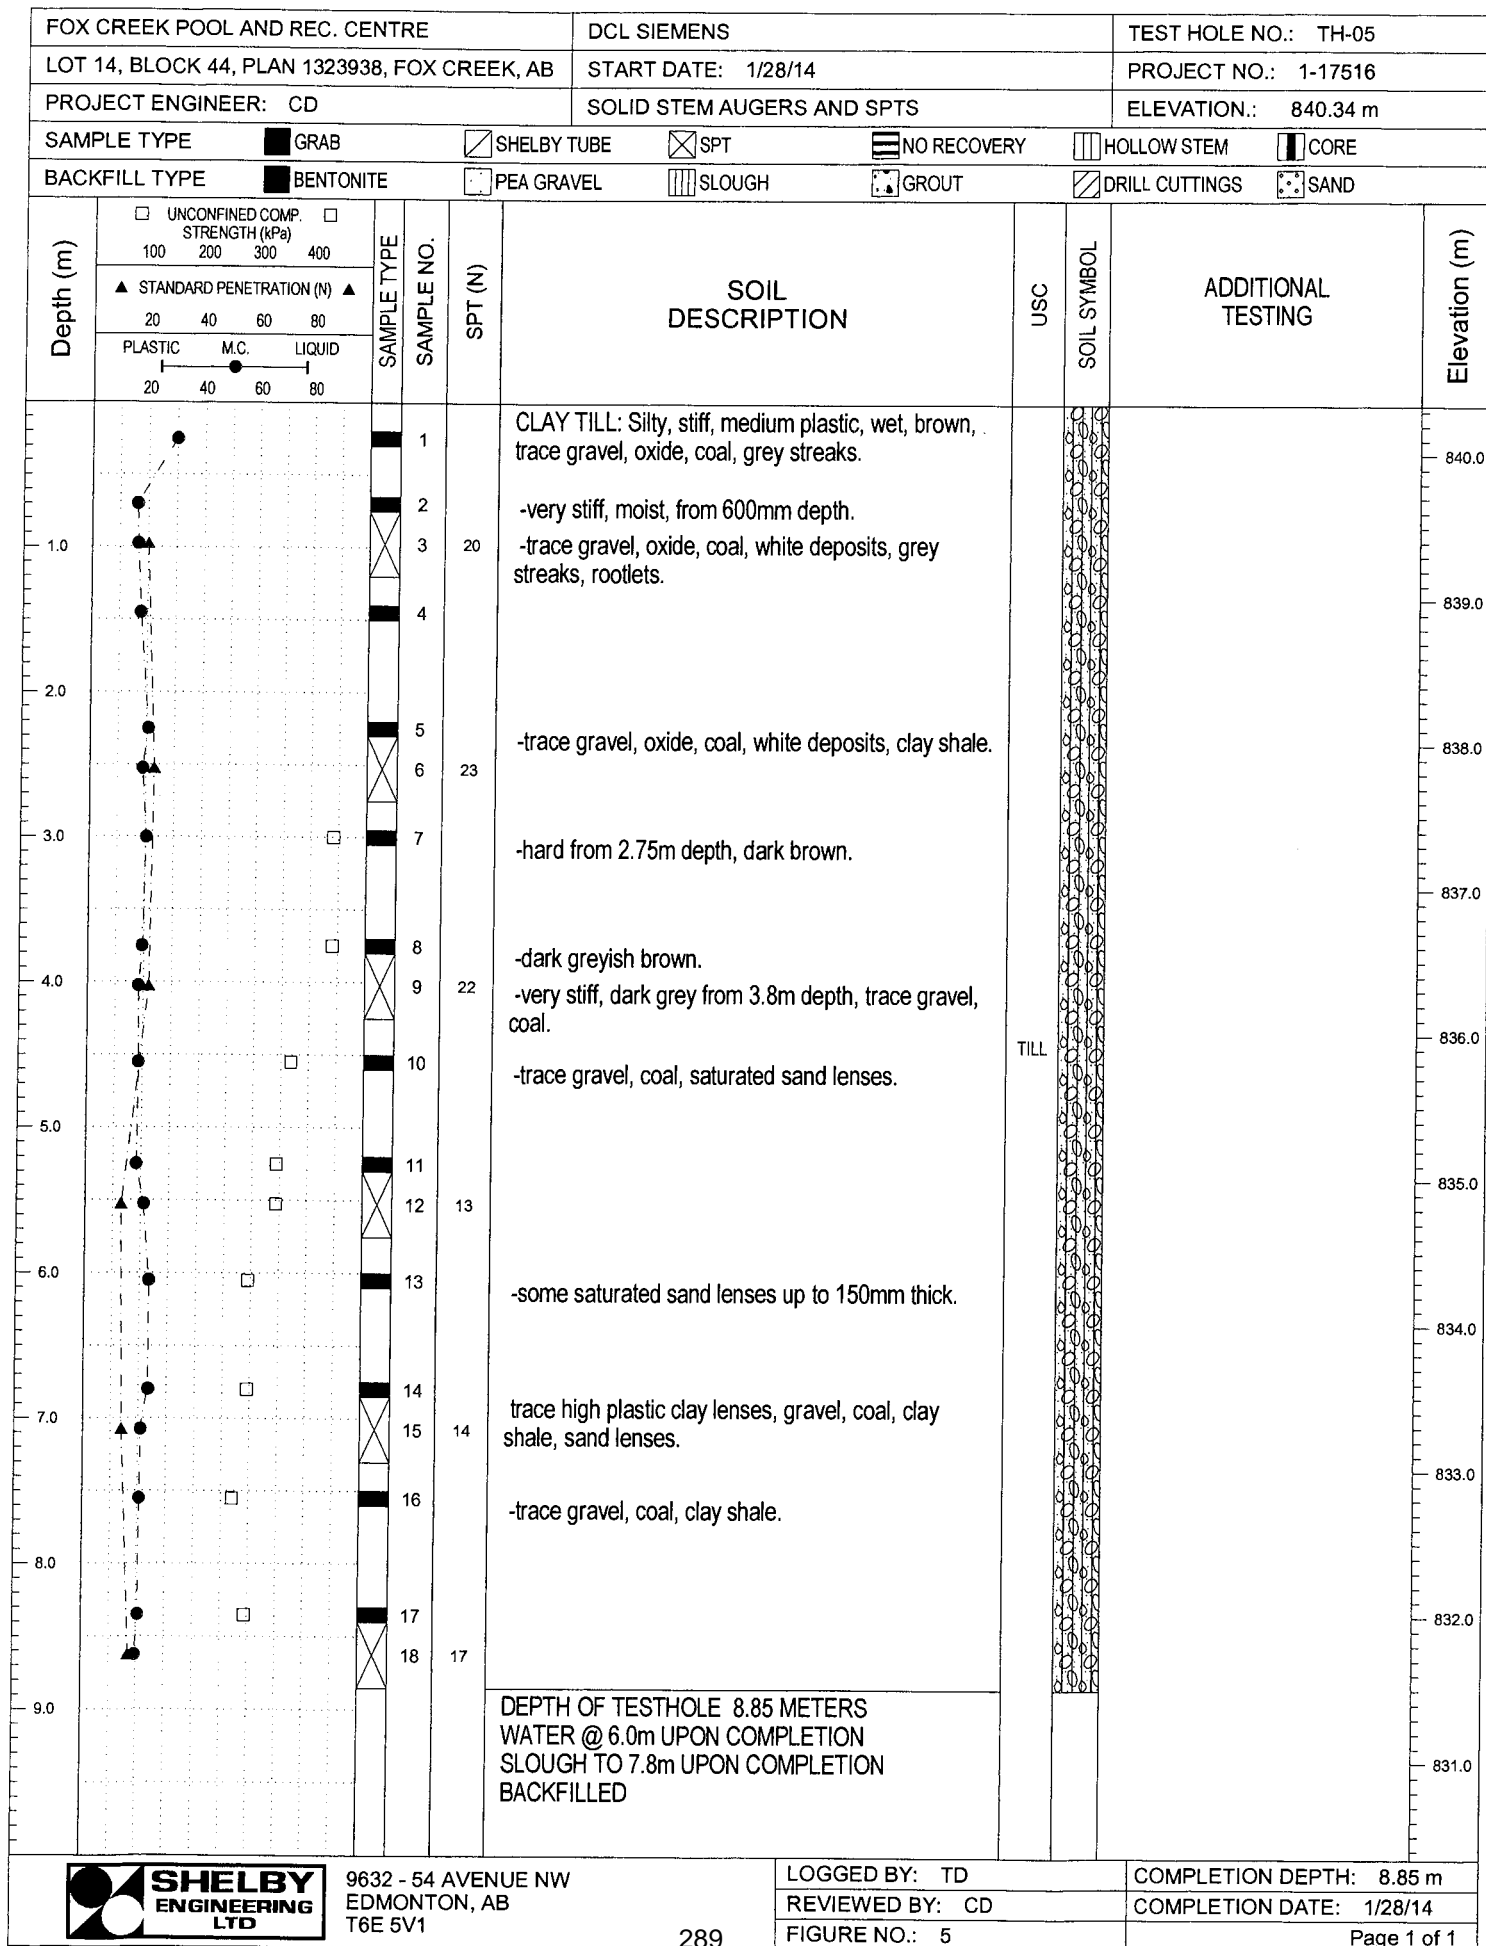 FOX CREEK POOL AND REC. CENTRE DCL SIEMENS TEST HOLE NO.: TH-05
LOT 14, BLOCK 44, PLAN 1323938, FOX CREEK, AB START DATE: 1/28/14 PROJECT NO.: 1-17516
PROJECT ENGINEER: CD SOLID STEM AUGERS AND SPTS ELEVATION.: 840.34 m
SAMPLE TYPE GRAB SHELBY TUBE SPT NO RECOVERY HOLLOW STEM CORE
BACKFILL TYPE BENTONITE PEA GRAVEL SLOUGH GROUT DRILL CUTTINGS SAND
Depth (m)
UNCONFINED COMP.
STRENGTH (kPa)
100 200 300 400
STANDARD PENETRATION (N)
20 40 60 80
PLASTIC M.C. LIQUID
20 40 60 80
SAMPLE TYPE
SAMPLE NO.
SPT (N)
SOIL
DESCRIPTION
USC
SOIL SYMBOL
ADDITIONAL
TESTING
Elevation (m)
CLAY TILL: Silty, stiff, medium plastic, wet, brown,
1
trace gravel, oxide, coal, grey streaks.
840.0
2 -very stiff, moist, from 600mm depth.
1.0 3 20 -trace gravel, oxide, coal, white deposits, grey
streaks, rootlets.
839.0
4
2.0
5
-trace gravel, oxide, coal, white deposits, clay shale.
838.0
6 23
3.0 7
-hard from 2.75m depth, dark brown.
837.0
8
-dark greyish brown.
4.0 9 22
-very stiff, dark grey from 3.8m depth, trace gravel,
coal.
836.0
TILL
10
-trace gravel, coal, saturated sand lenses.
5.0
11
835.0
12 13
6.0 13
-some saturated sand lenses up to 150mm thick.
834.0
14
trace high plastic clay lenses, gravel, coal, clay
7.0
15 14
shale, sand lenses.
833.0
16
-trace gravel, coal, clay shale.
8.0
17
832.0
18 17
9.0
DEPTH OF TESTHOLE 8.85 METERS
WATER @ 6.0m UPON COMPLETION
SLOUGH TO 7.8m UPON COMPLETION
831.0
BACKFILLED
SHELBY
ENGINEERING
LTD
9632 - 54 AVENUE NW
EDMONTON, AB
T6E 5V1
289
LOGGED BY: TD COMPLETION DEPTH: 8.85 m
REVIEWED BY: CD COMPLETION DATE: 1/28/14
FIGURE NO.: 5 Page 1 of 1